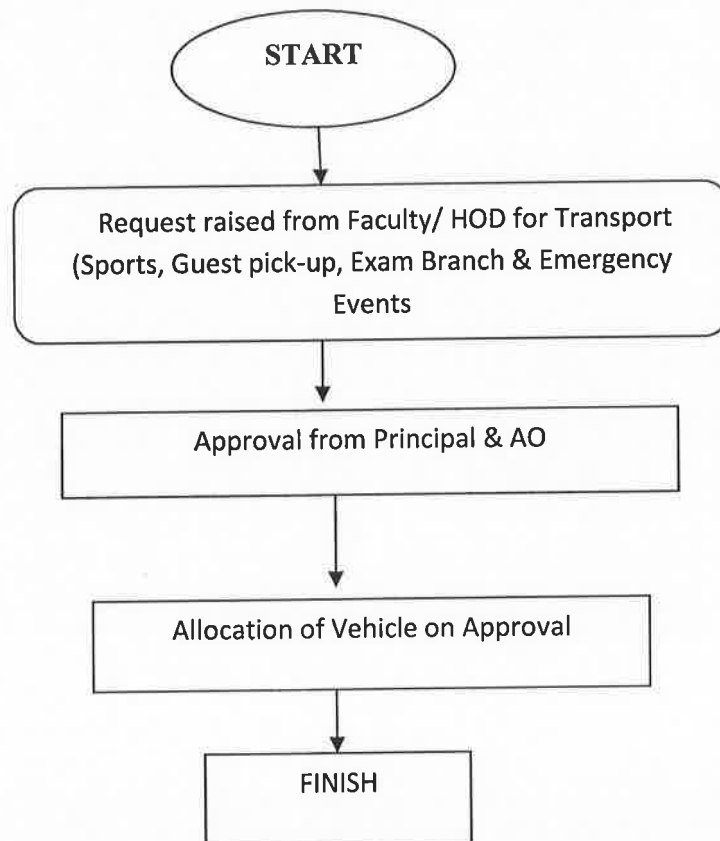 START
Request raised from Faculty/ HOD for Transport
(Sports, Guest pick-up, Exam Branch & Emergency
Events
Approval from Principal & AO
Allocation of Vehicle on Approval
FINISH